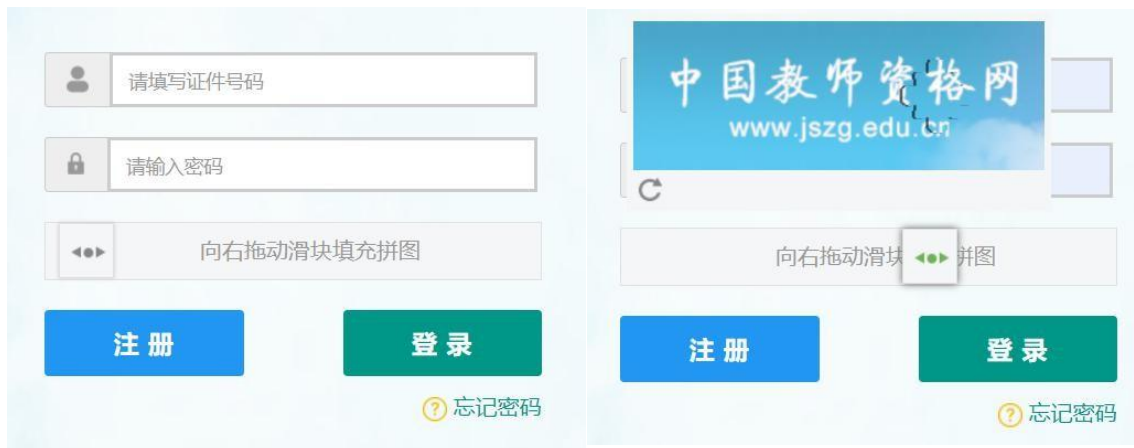 请填写证件号码
请输入密码
向右拖动滑块填充拼图
注册
登录
? 忘记密码
中国教师资格网
www.jszg.edu.cn
向右拖动滑块 拼图
注册
登录
? 忘记密码